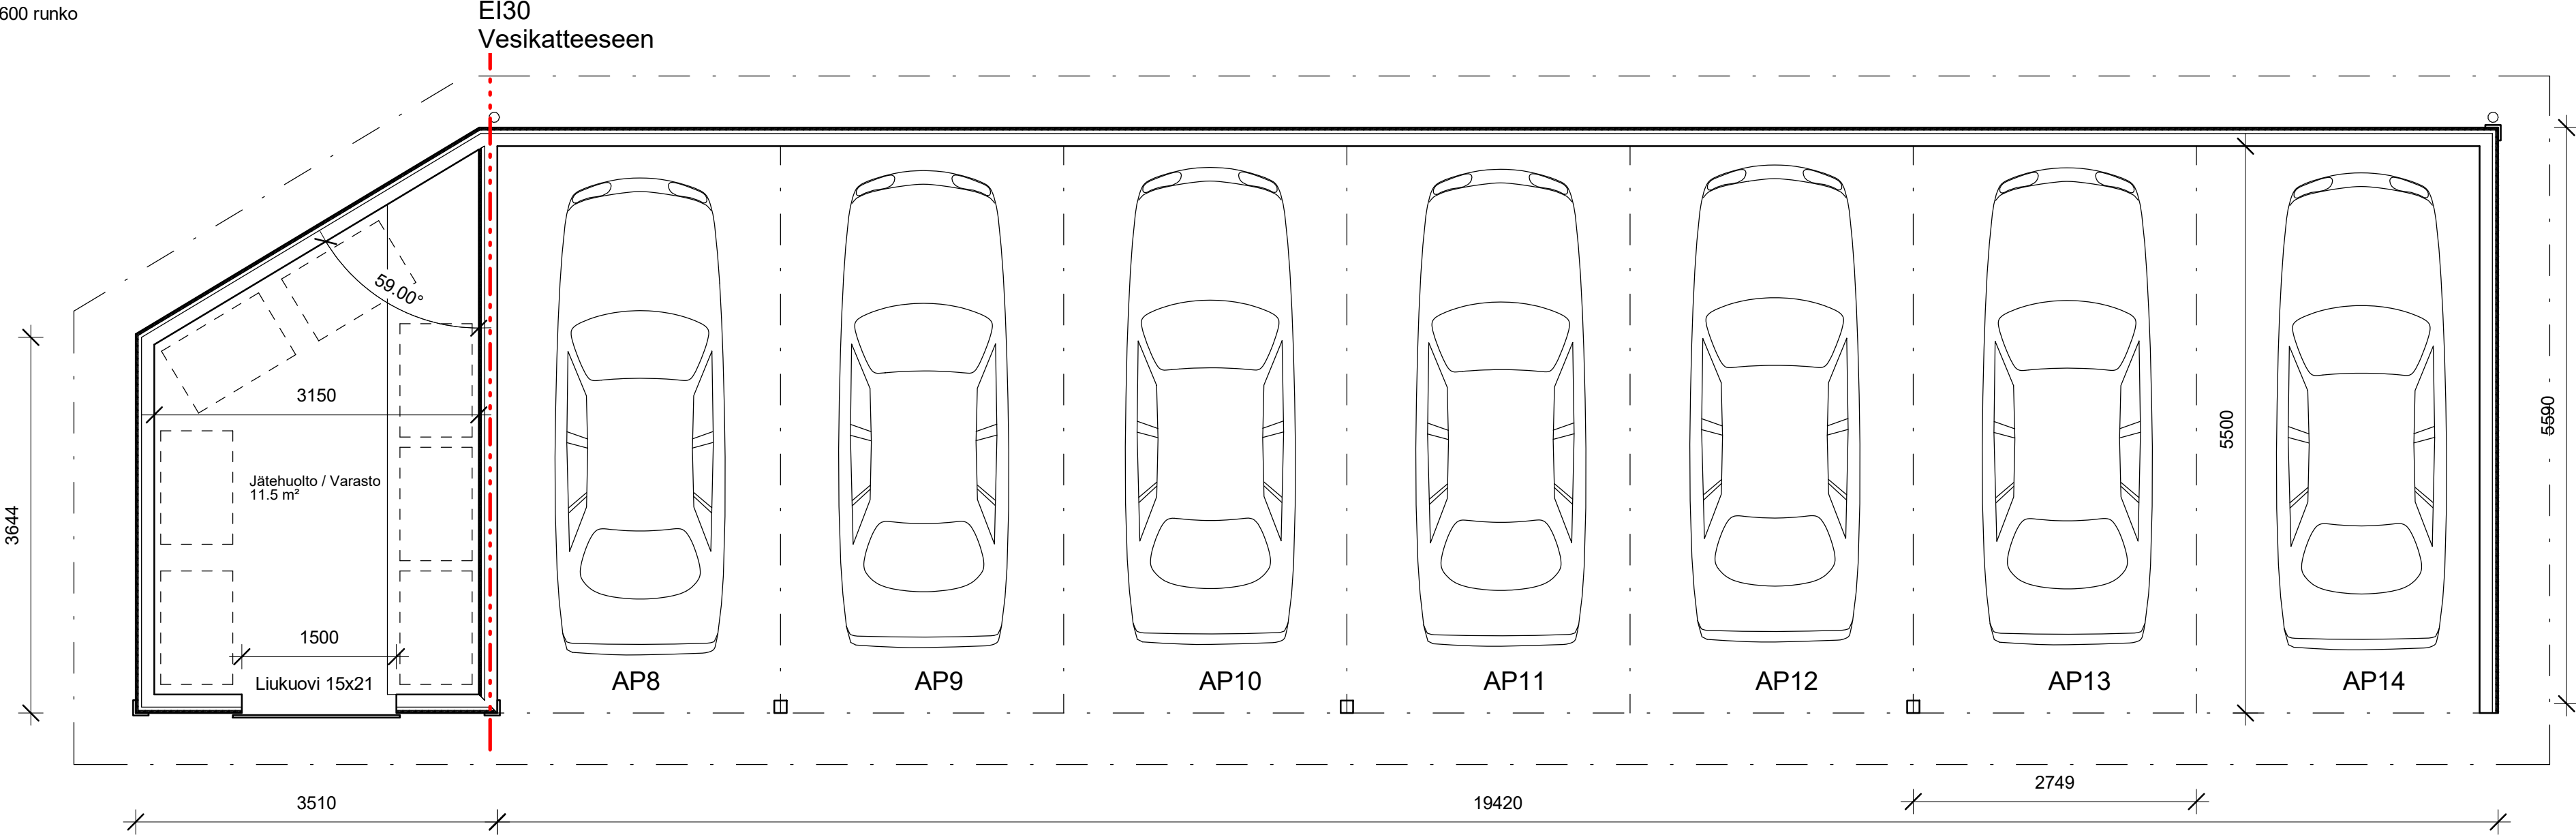 600 runko
EI30
Vesikatteeseen
59.00°
3150
5500
5590
Jätehuolto / Varasto
11.5 m²
3644
1500
Liukuovi 15x21
AP8
AP9
AP10
AP11
AP12
AP13
AP14
2749
3510
19420